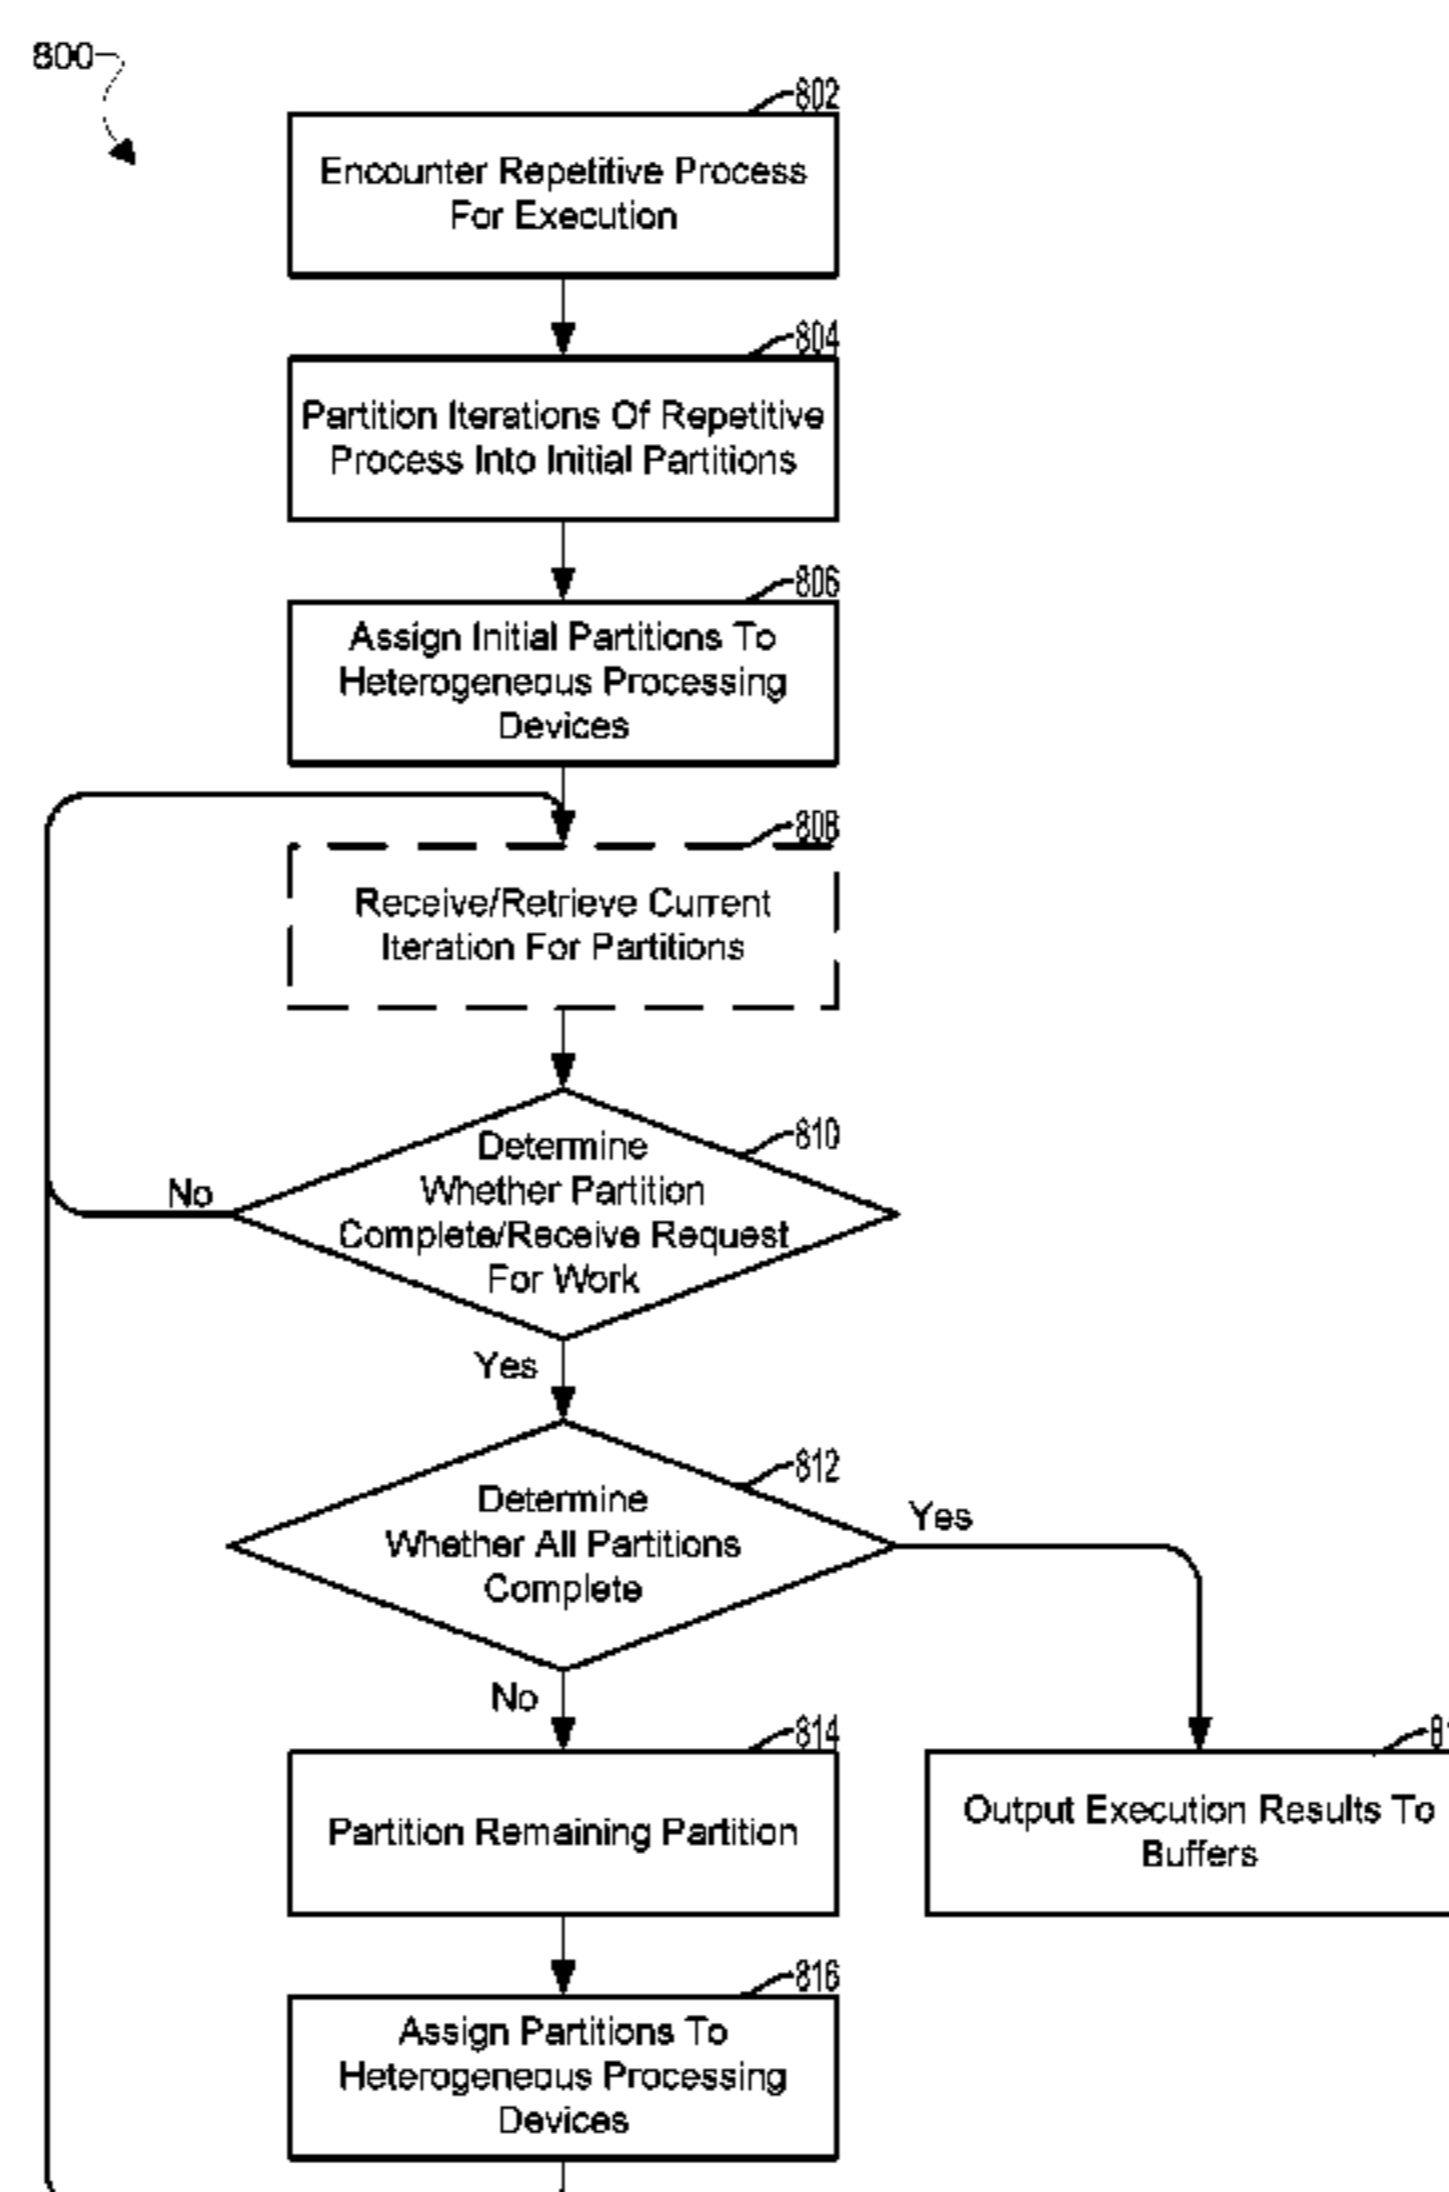 800
802
Encounter Repetitive Process
For Execution
804
Partition Iterations Of Repetitive
Process Into Initial Partitions
806
Assign Initial Partitions To
Heterogeneous Processing
Devices
808
Receive/Retrieve Current
Iteration For Partitions
810
Determine
Whether Partition
Complete/Receive Request
For Work
No
Yes
812
Determine
Whether All Partitions
Complete
Yes
No
814
Partition Remaining Partition
Output Execution Results To
Buffers
816
Assign Partitions To
Heterogeneous Processing
Devices